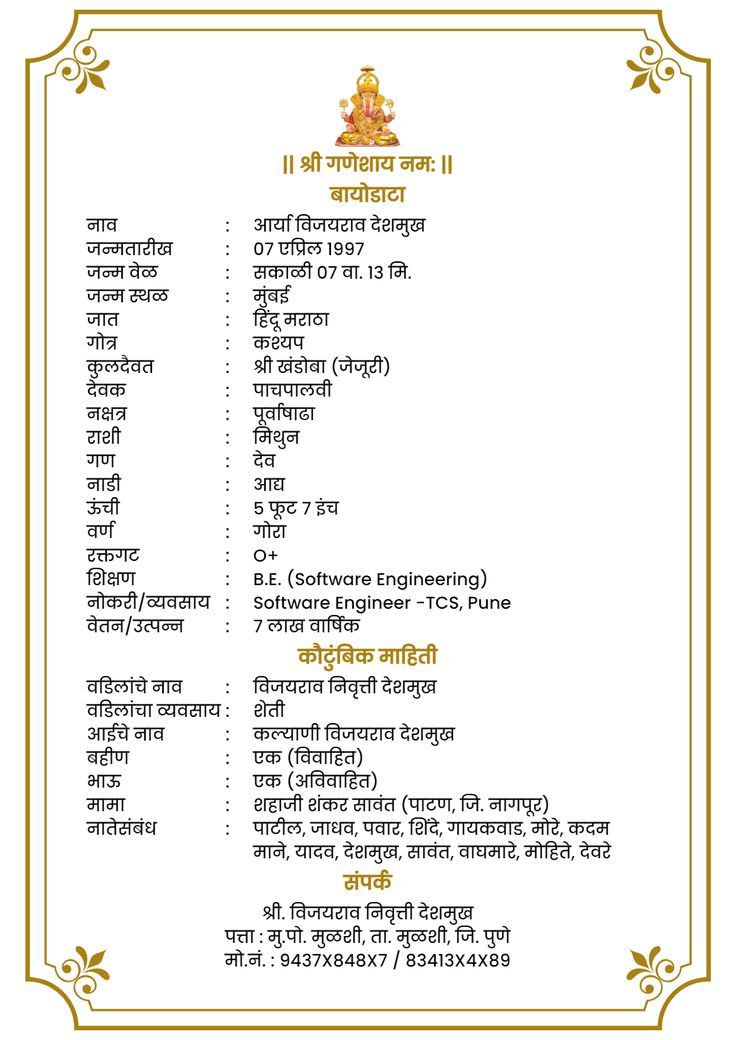 || श्री गणेशाय नम: ||
बायोडाटा
नाव : आर्या विजयराव देशमुख
जन्मतारीख : 07 एप्रिल 1997
जन्म वेळ : सकाळी 07 वा. 13 मि.
जन्म स्थळ : मुंबई
जात : हिंदू मराठा
गोत्र : कश्यप
कुलदैवत : श्री खंडोबा (जेजूरी)
देवक : पाचपालवी
नक्षत्र : पूर्वाषाढा
राशी : मिथुन
गण : देव
नाडी : आद्य
ऊंची : 5 फूट 7 इंच
वर्ण : गोरा
रक्तगट : O+
शिक्षण : B.E. (Software Engineering)
नोकरी/व्यवसाय : Software Engineer -TCS, Pune
वेतन/उत्पन्न : 7 लाख वार्षिक
कौटुंबिक माहिती
वडिलांचे नाव : विजयराव निवृत्ती देशमुख
वडिलांचा व्यवसाय : शेती
आईचे नाव : कल्याणी विजयराव देशमुख
बहीण : एक (विवाहित)
भाऊ : एक (अविवाहित)
मामा : शहाजी शंकर सावंत (पाटण, जि. नागपूर)
नातेसंबंध : पाटील, जाधव, पवार, शिंदे, गायकवाड, मोरे, कदम
माने, यादव, देशमुख, सावंत, वाघमारे, मोहिते, देवरे
संपर्क
श्री. विजयराव निवृत्ती देशमुख
पत्ता : मु.पो. मुळशी, ता. मुळशी, जि. पुणे
मो.नं. : 9437X848X7 / 83413X4X89